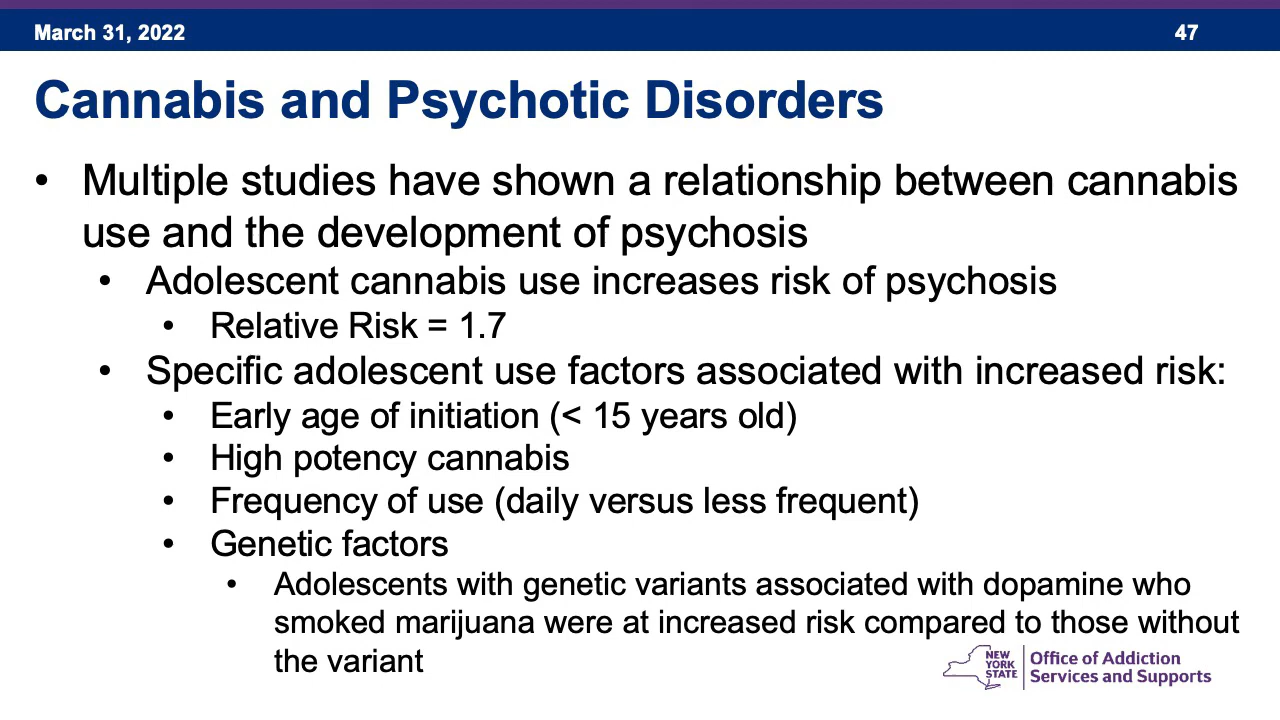 March 31, 2022
47
Cannabis and Psychotic Disorders
• Multiple studies have shown a relationship between cannabis
use and the development of psychosis
• Adolescent cannabis use increases risk of psychosis
• Relative Risk = 1.7
• Specific adolescent use factors associated with increased risk:
• Early age of initiation (< 15 years old)
• High potency cannabis
• Frequency of use (daily versus less frequent)
• Genetic factors
• Adolescents with genetic variants associated with dopamine who
smoked marijuana were at increased risk compared to those without
the variant
NEW
YORK
STATE
Office of Addiction
Services and Supports